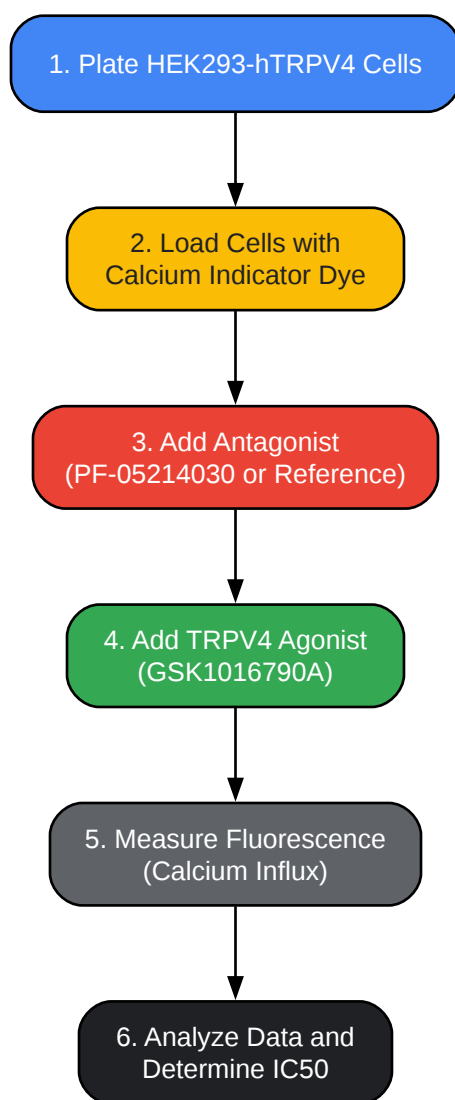 1. Plate HEK293-hTRPV4 Cells
2. Load Cells with
Calcium Indicator Dye
3. Add Antagonist
(PF-05214030 or Reference)
4. Add TRPV4 Agonist
(GSK1016790A)
5. Measure Fluorescence
(Calcium Influx)
6. Analyze Data and
Determine IC50